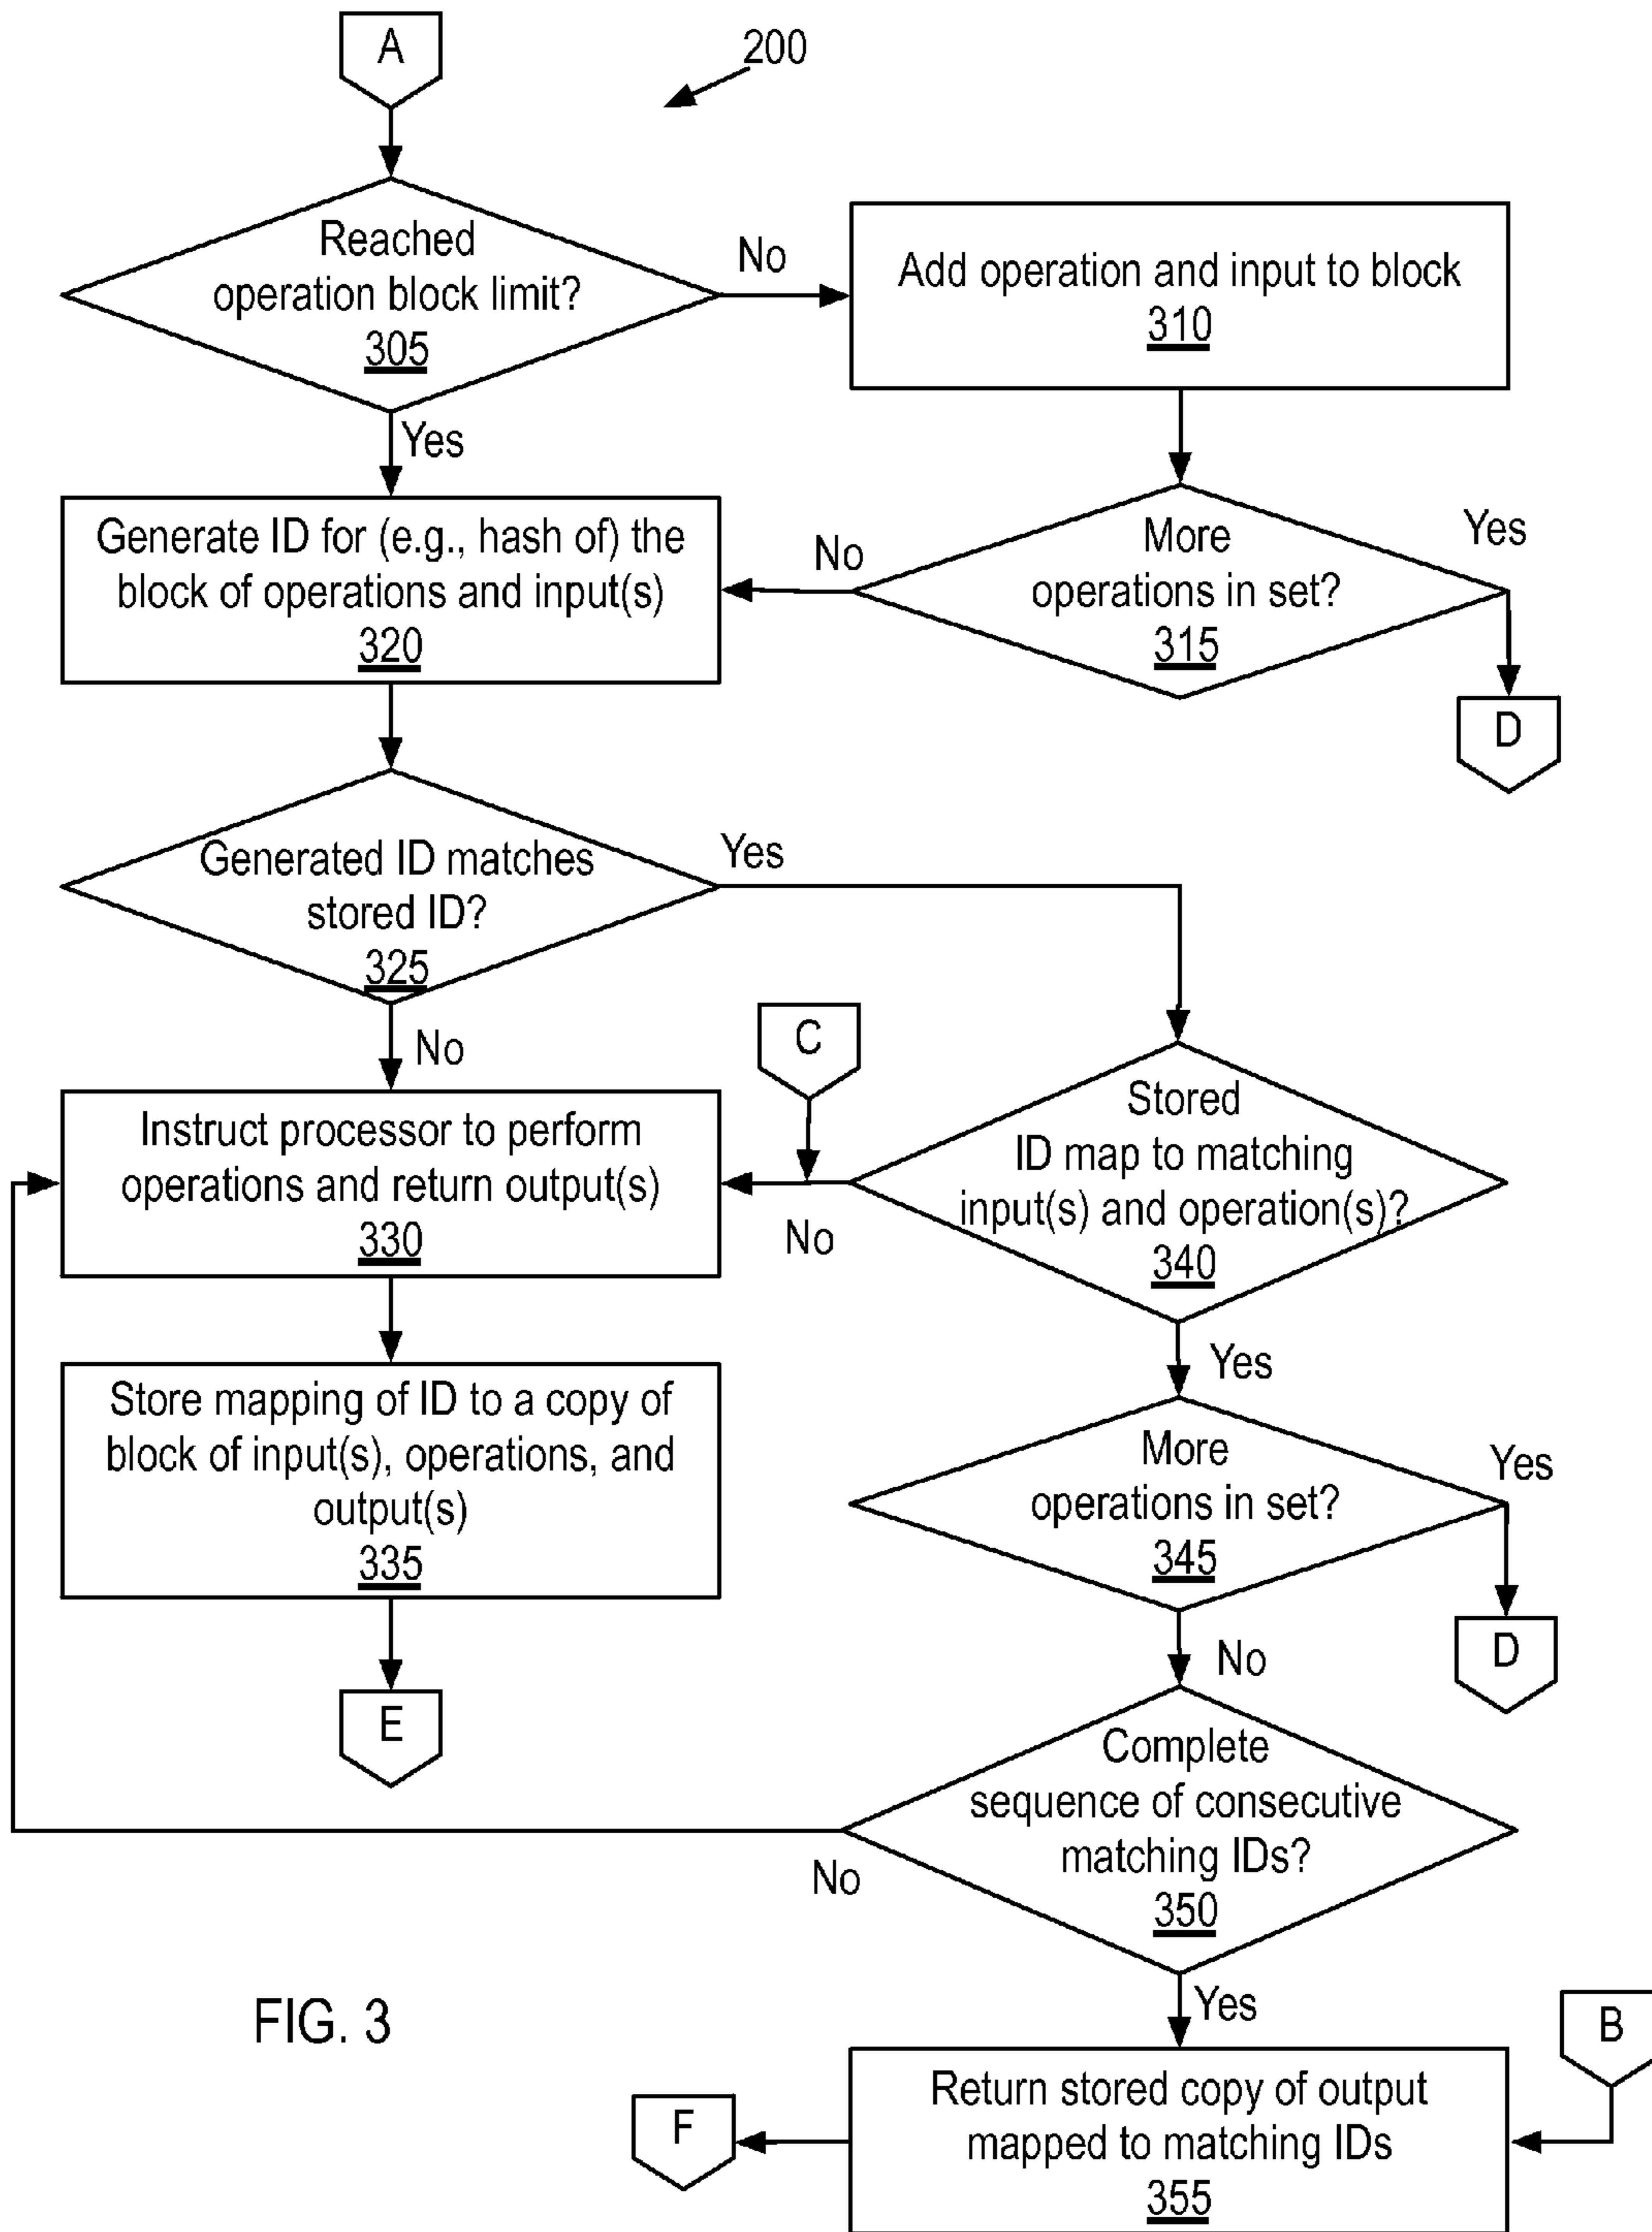 A
200
Reached
operation block limit?
305
No
Add operation and input to block
310
Yes
Generate ID for (e.g., hash of) the
block of operations and input(s)
320
No
More
operations in set?
315
Yes
D
Generated ID matches
stored ID?
325
Yes
No
C
Instruct processor to perform
operations and return output(s)
330
No
Stored
ID map to matching
input(s) and operation(s)?
340
Yes
Store mapping of ID to a copy of
block of input(s), operations, and
output(s)
335
More
operations in set?
345
Yes
D
No
E
Complete
sequence of consecutive
matching IDs?
350
No
Yes
FIG. 3
B
F
Return stored copy of output
mapped to matching IDs
355